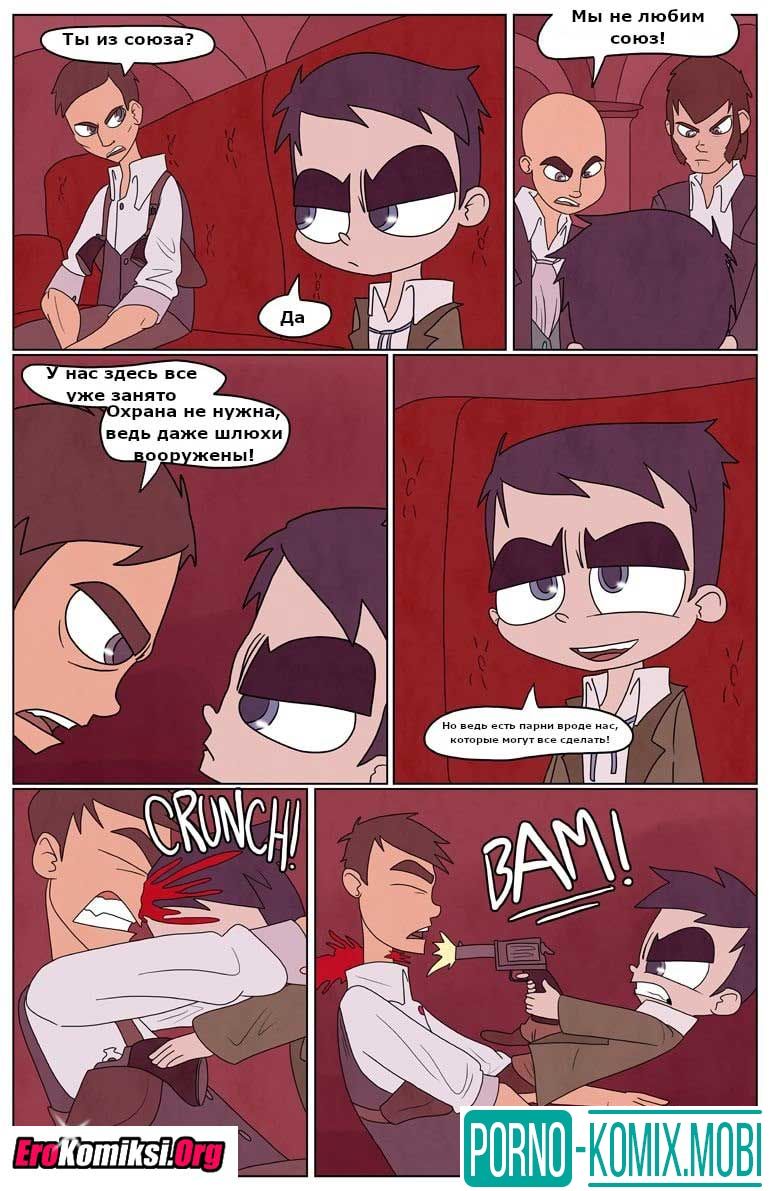 Ты из союза?
Да
Мы не любим
союз!
У нас здесь все
уже занято
Охрана не нужна,
ведь даже шлюхи
вооружены!
Но ведь есть парни вроде нас,
которые могут все сделать!
CRUNCH!
BAM!
EroKomiksi.Org
PORNO-KOMIX.MOBI